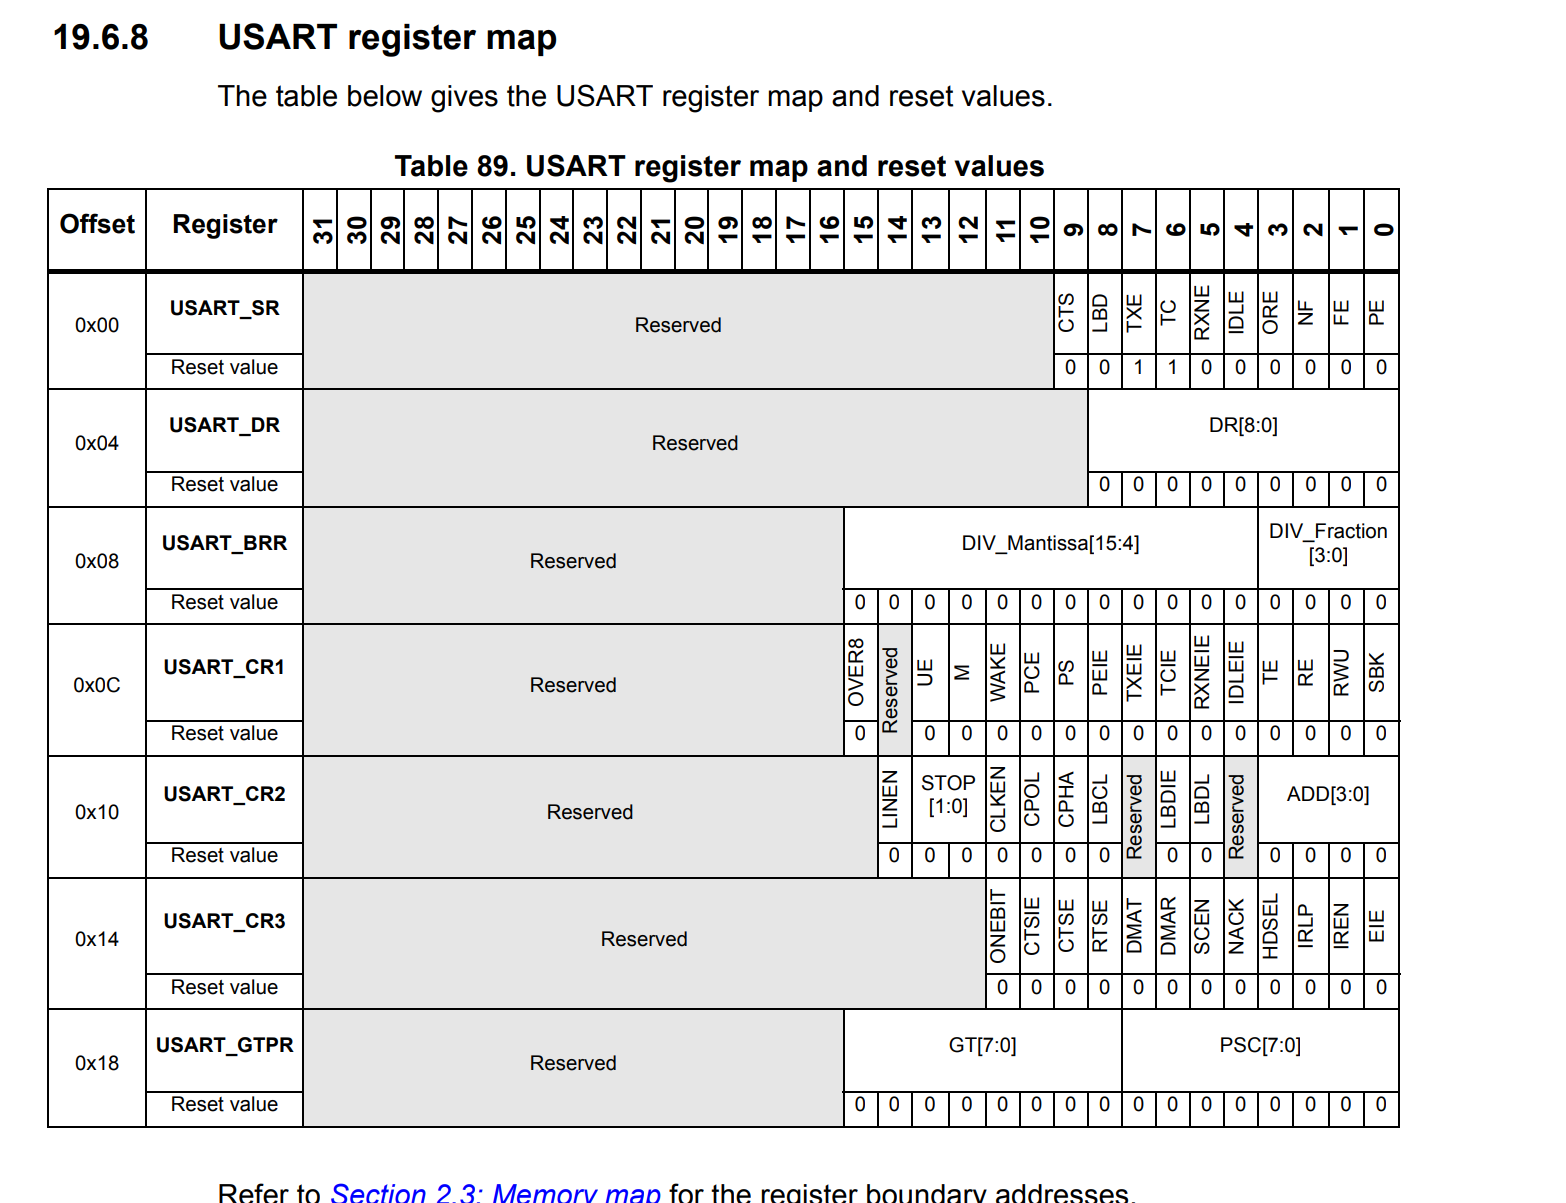 19.6.8 USART register map
The table below gives the USART register map and reset values.
Table 89. USART register map and reset values
Offset Register 31 30 29 28 27 26 25 24 23 22 21 20 19 18 17 16 15 14 13 12 11 10 9 8 7 6 5 4 3 2 1 0
0x00 USART_SR Reserved CTS LBD TXE TC RXNE IDLE ORE NF FE PE
Reset value 0 0 1 1 0 0 0 0 0 0
0x04 USART_DR Reserved DR[8:0]
Reset value 0 0 0 0 0 0 0 0 0
0x08 USART_BRR Reserved DIV_Mantissa[15:4] DIV_Fraction
[3:0]
Reset value 0 0 0 0 0 0 0 0 0 0 0 0 0 0 0 0
0x0C USART_CR1 Reserved OVER8 Reserved UE M WAKE PCE PS PEIE TXEIE TCIE RXNEIE IDLEIE TE RE RWU SBK
Reset value 0 0 0 0 0 0 0 0 0 0 0 0 0 0 0
0x10 USART_CR2 Reserved LINEN STOP
[1:0] CLKEN CPOL CPHA LBCL Reserved LBDIE LBDL Reserved ADD[3:0]
Reset value 0 0 0 0 0 0 0 0 0 0 0 0 0
0x14 USART_CR3 Reserved ONEBIT CTSIE CTSE RTSE DMAT DMAR SCEN NACK HDSEL IRLP IREN EIE
Reset value 0 0 0 0 0 0 0 0 0 0 0 0
0x18 USART_GTPR Reserved GT[7:0] PSC[7:0]
Reset value 0 0 0 0 0 0 0 0 0 0 0 0 0 0 0 0
Refer to Section 2.3: Memory map for the register boundary addresses.